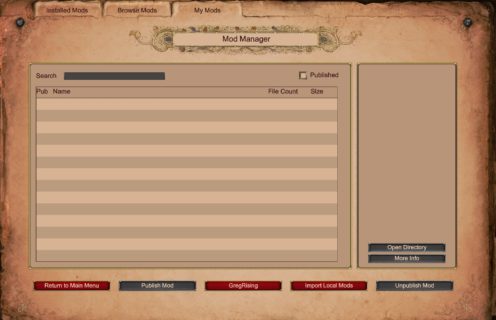 Installed Mods
Browse Mods
My Mods
Mod Manager
Search
Published
Pub Name File Count Size
Open Directory
More Info
Return to Main Menu
Publish Mod
GregRising
Import Local Mods
Unpublish Mod